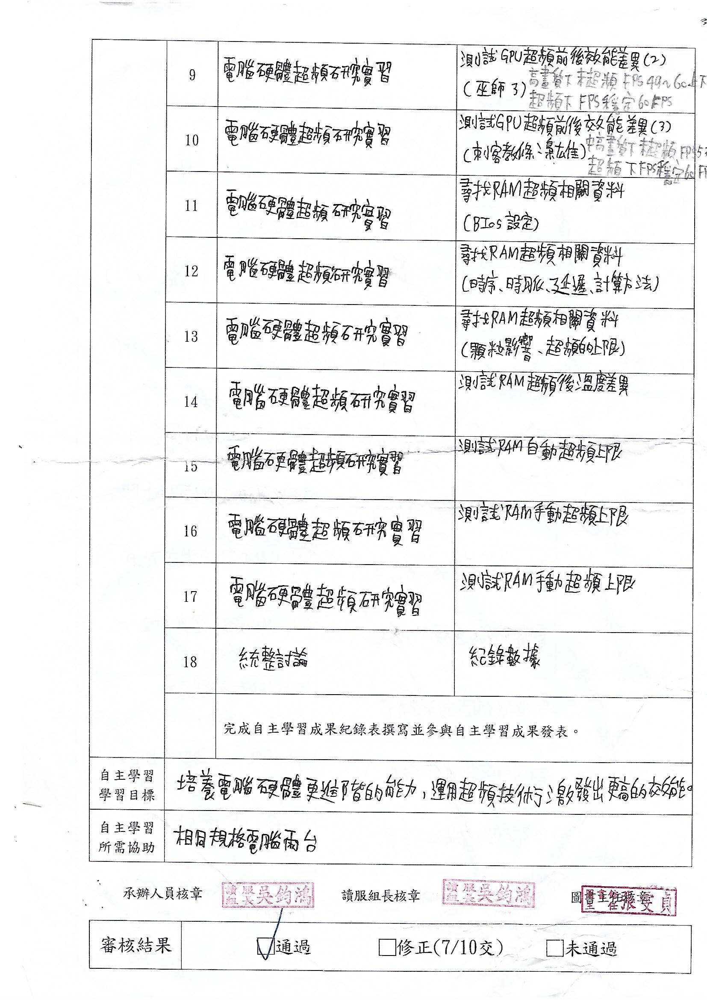 9
電腦硬體超頻研究實習
測試GPU超頻前後效能差異(2)
(巫師3)
高畫質下未超頻FPS 49~60上下
超頻下FPS穩定60FPS
10
電腦硬體超頻研究實習
測試GPU超頻前後效能差異(3)
(刺客教條:梟雄)
中高畫質下未超頻FPS
超頻下FPS穩定60
11
電腦硬體超頻研究實習
尋找RAM超頻相關資料
(BIOS設定)
12
電腦硬體超頻研究實習
尋找RAM超頻相關資料
(時序、時脈、延遲、計算方法)
13
電腦硬體超頻研究實習
尋找RAM超頻相關資料
(顆粒影響、超頻的上限)
14
電腦硬體超頻研究實習
測試RAM超頻後溫度差異
15
電腦硬體超頻研究實習
測試RAM自動超頻上限
16
電腦硬體超頻研究實習
測試RAM手動超頻上限
17
電腦硬體超頻研究實習
測試RAM手動超頻上限
18
統整討論
紀錄數據
完成自主學習成果紀錄表撰寫並參與自主學習成果發表。
自主學習
學習目標
培養電腦硬體更進階的能力,運用超頻技術激發出更高的效能。
自主學習
所需協助
相同規格電腦兩台
承辦人員核章
讀服組長 吳鈞鴻
讀服組長核章
讀服組長 吳鈞鴻
圖書主任核章
圖書館主任 張文貞
審核結果
通過
修正(7/10交)
未通過